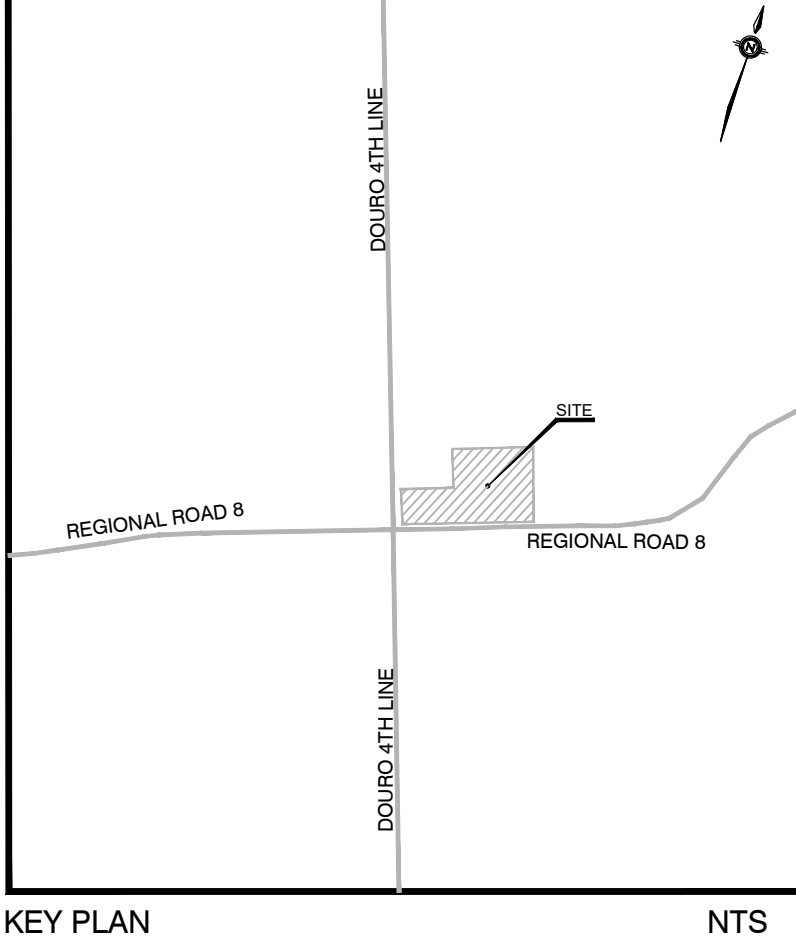 N
DOURO 4TH LINE
SITE
REGIONAL ROAD 8
REGIONAL ROAD 8
DOURO 4TH LINE
KEY PLAN
NTS